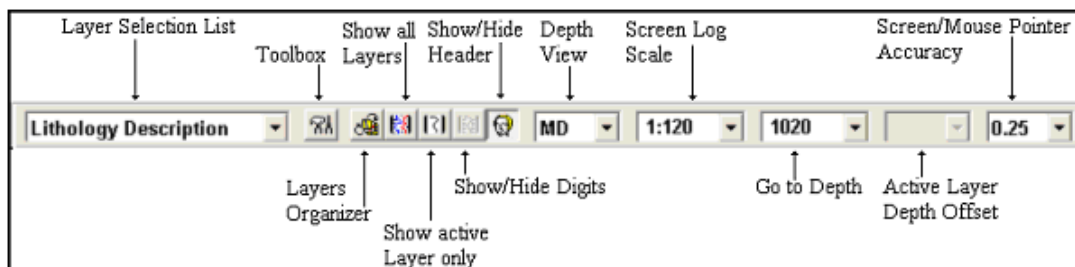 Layer Selection List
Toolbox
Show all
Layers
Show/Hide
Header
Depth
View
Screen Log
Scale
Screen/Mouse Pointer
Accuracy
Lithology Description
MD
1:120
1020
0.25
Layers
Organizer
Show active
Layer only
Show/Hide Digits
Go to Depth
Active Layer
Depth Offset